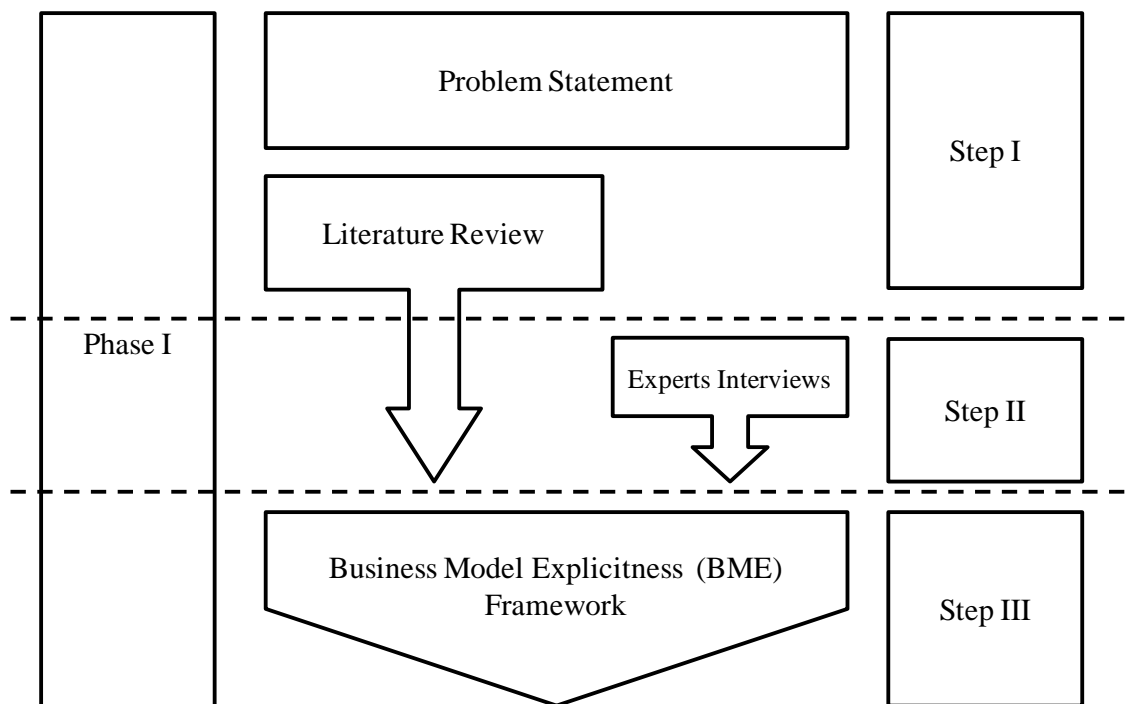 Problem Statement
Step I
Literature Review
Phase I
Experts Interviews
Step II
Business Model Explicitness (BME)
Framework
Step III